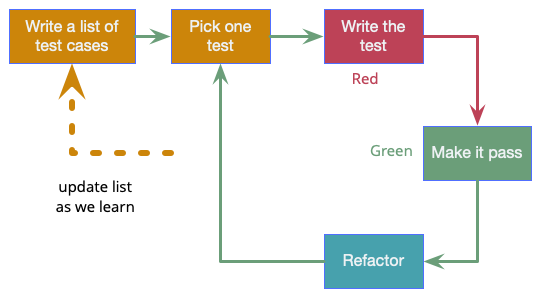 Write a list of
test cases
Pick one
test
Write the
test
Red
Green
Make it pass
update list
as we learn
Refactor